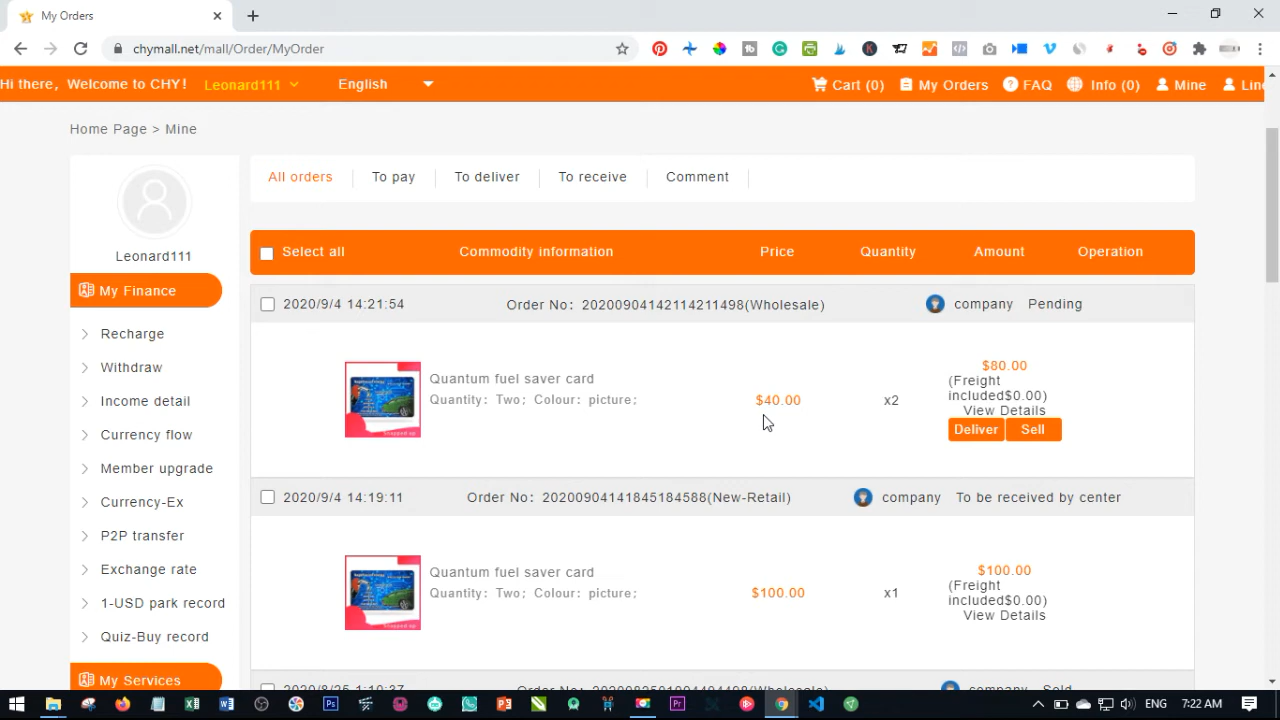 My Orders
chymall.net/mall/Order/MyOrder
Hi there, Welcome to CHY! Leonard111 English Cart (0) My Orders FAQ Info (0) Mine Lin
Home Page > Mine
All orders To pay To deliver To receive Comment
Leonard111
Select all Commodity information Price Quantity Amount Operation
My Finance
Recharge
Withdraw
Income detail
Currency flow
Member upgrade
Currency-Ex
P2P transfer
Exchange rate
1-USD park record
Quiz-Buy record
My Services
2020/9/4 14:21:54 Order No: 20200904142114211498(Wholesale) company Pending
Quantum fuel saver card
Quantity: Two; Colour: picture;
$40.00
x2
$80.00
(Freight
included$0.00)
View Details
Deliver Sell
2020/9/4 14:19:11 Order No: 20200904141845184588(New-Retail) company To be received by center
Quantum fuel saver card
Quantity: Two; Colour: picture;
$100.00
x1
$100.00
(Freight
included$0.00)
View Details
ENG 7:22 AM